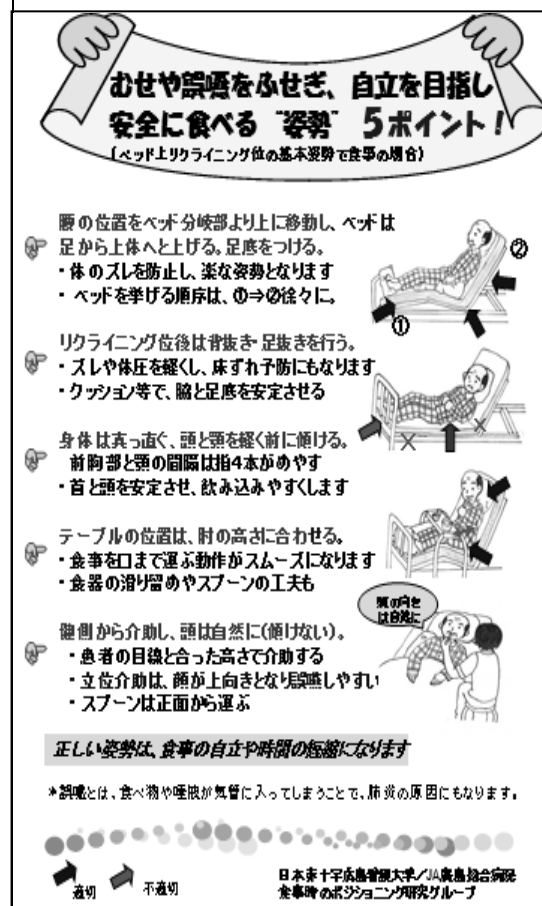 むせや誤嚥をふせぎ、自立を目指し
安全に食べる “姿勢” 5ポイント！
(ベッド上リクライニング位の基本姿勢で食事の場合)
腰の位置をベッド分岐部より上に移動し、ベッドは
足から上体へと上げる。足底をつける。
・体のズレを防止し、楽な姿勢となります
・ベッドを挙げる順序は、①⇒②徐々に。
②
①
リクライニング位後は背抜き・足抜きを行う。
・ズレや体圧を軽くし、床ずれ予防にもなります
・クッション等で、脇と足底を安定させる
身体は真っ直ぐ、頭と顎を軽く前に傾ける。
前胸部と顎の間隔は指4本がめやす
・首と頭を安定させ、飲み込みやすくします
テーブルの位置は、肘の高さに合わせる。
・食事を口まで運ぶ動作がスムーズになります
・食器の滑り留めやスプーンの工夫も
健側から介助し、頭は自然に(傾けない)。
・患者の目線と合った高さで介助する
・立位介助は、顔が上向きとなり誤嚥しやすい
・スプーンは正面から運ぶ
頭の向き
は自然に
正しい姿勢は、食事の自立や時間の短縮になります
*誤嚥とは、食べ物や唾液が気管に入ってしまうことで、肺炎の原因にもなります。
適切
不適切
日本赤十字広島看護大学／JA廣島総合病院
食事時のポジショニング研究グループ